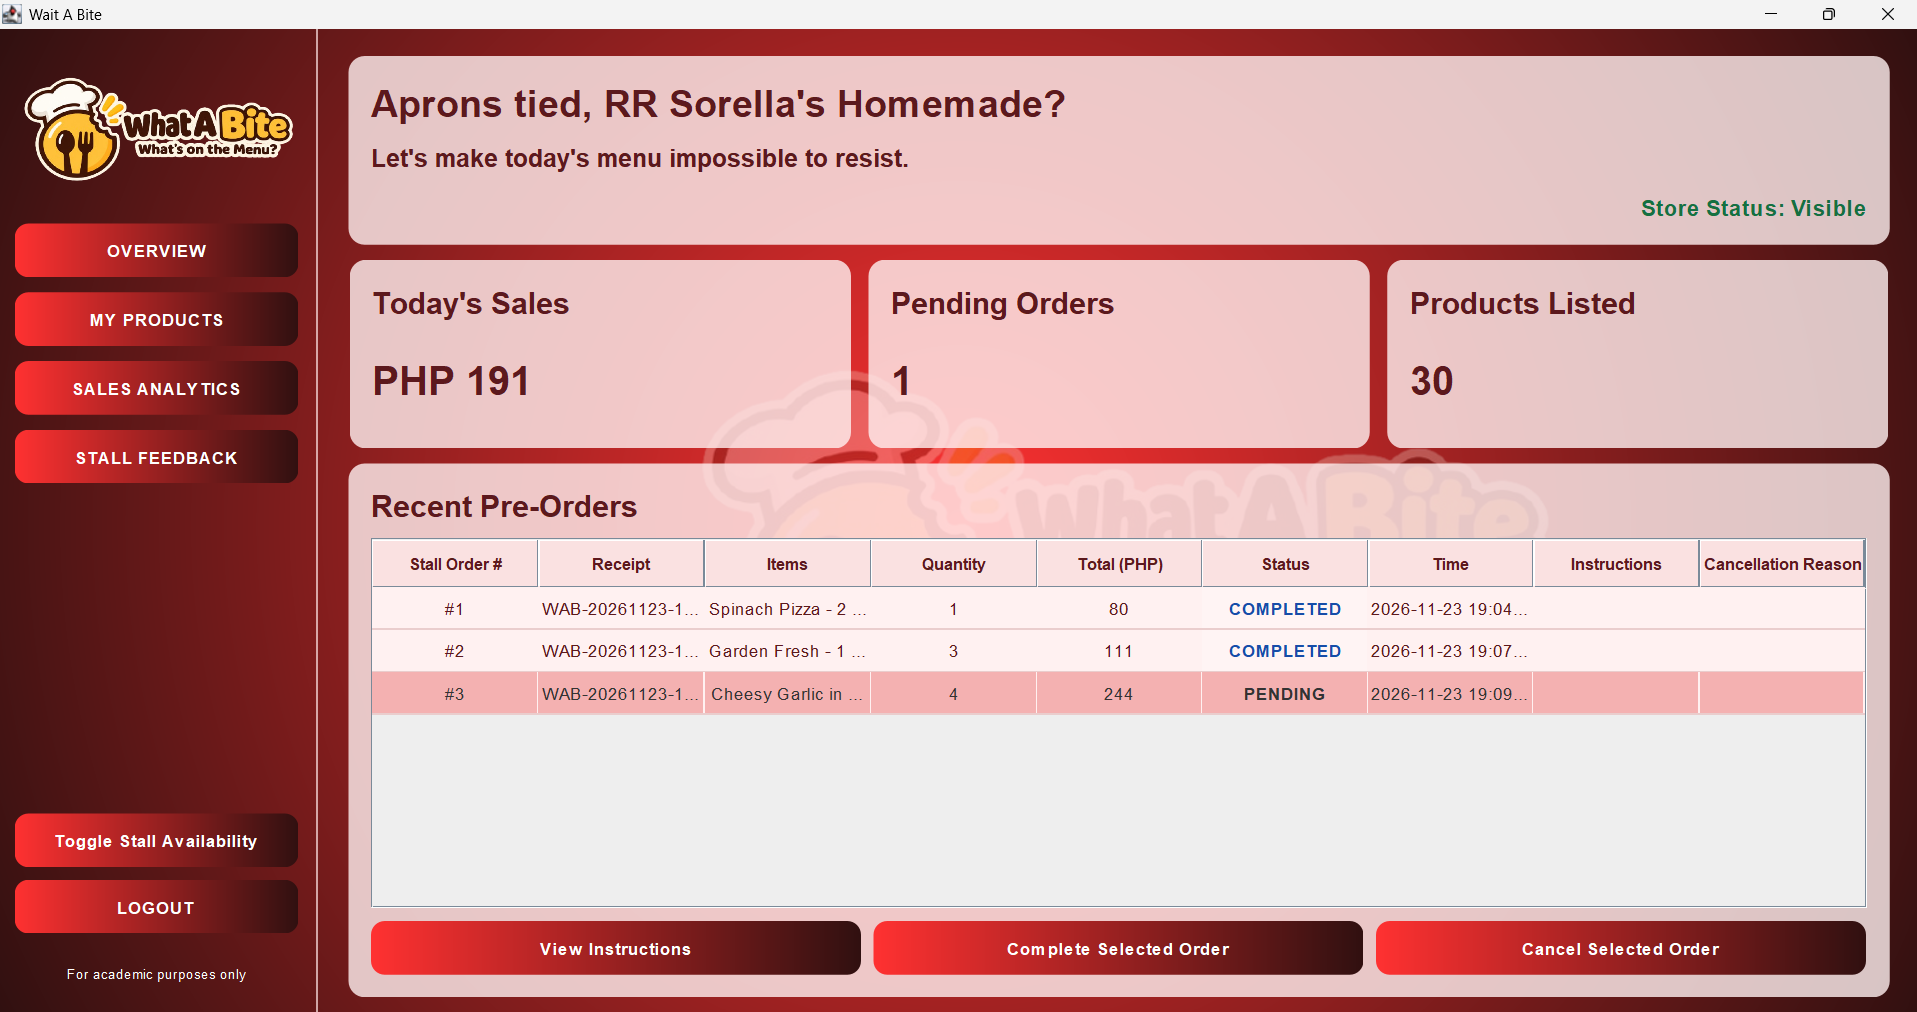 Wait A Bite
WhatABite
What's on the Menu?
OVERVIEW
MY PRODUCTS
SALES ANALYTICS
STALL FEEDBACK
Toggle Stall Availability
LOGOUT
For academic purposes only
Aprons tied, RR Sorella's Homemade?
Let's make today's menu impossible to resist.
Store Status: Visible
Today's Sales
PHP 191
Pending Orders
1
Products Listed
30
WhatABite
Recent Pre-Orders
Stall Order # Receipt Items Quantity Total (PHP) Status Time Instructions Cancellation Reason
#1 WAB-20261123-1... Spinach Pizza - 2 ... 1 80 COMPLETED 2026-11-23 19:04...
#2 WAB-20261123-1... Garden Fresh - 1 ... 3 111 COMPLETED 2026-11-23 19:07...
#3 WAB-20261123-1... Cheesy Garlic in ... 4 244 PENDING 2026-11-23 19:09...
View Instructions
Complete Selected Order
Cancel Selected Order